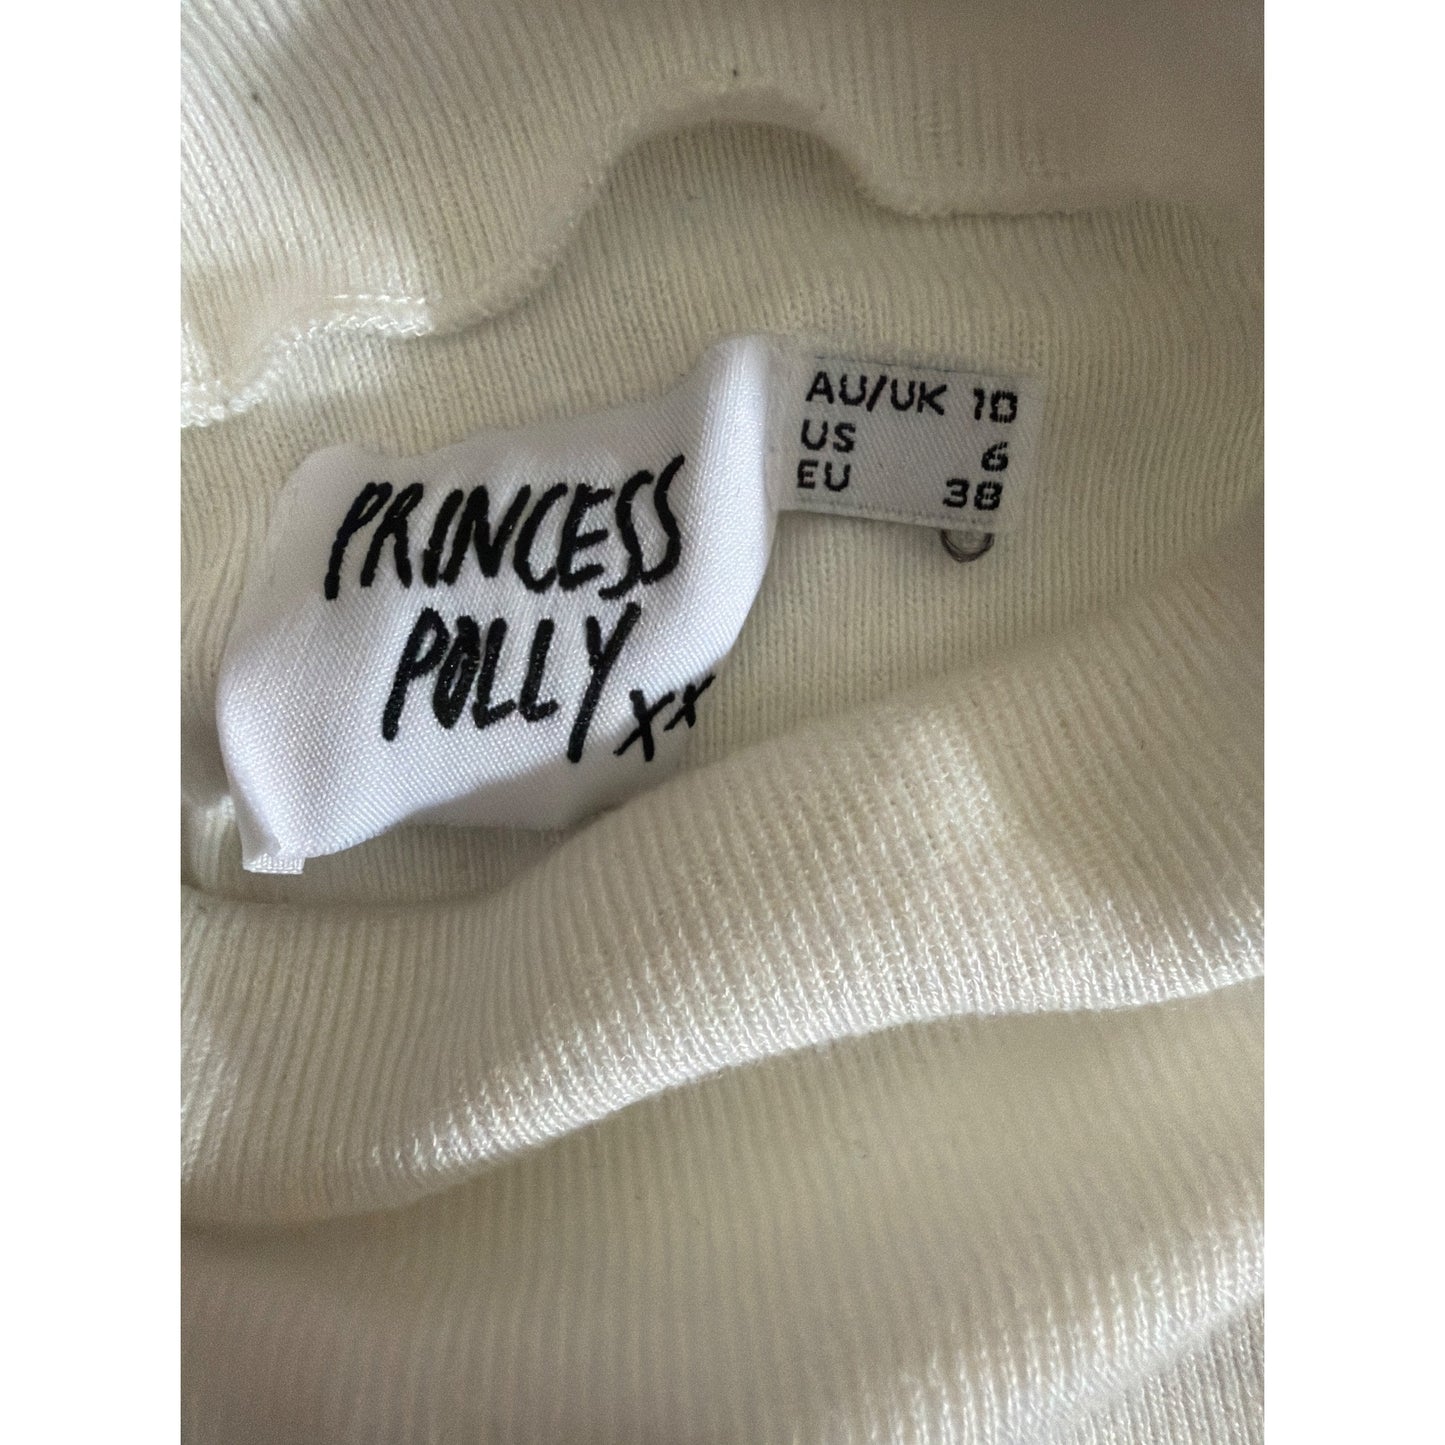 PRINCESS
POLLY xx
AU/UK 10
US 6
EU 38